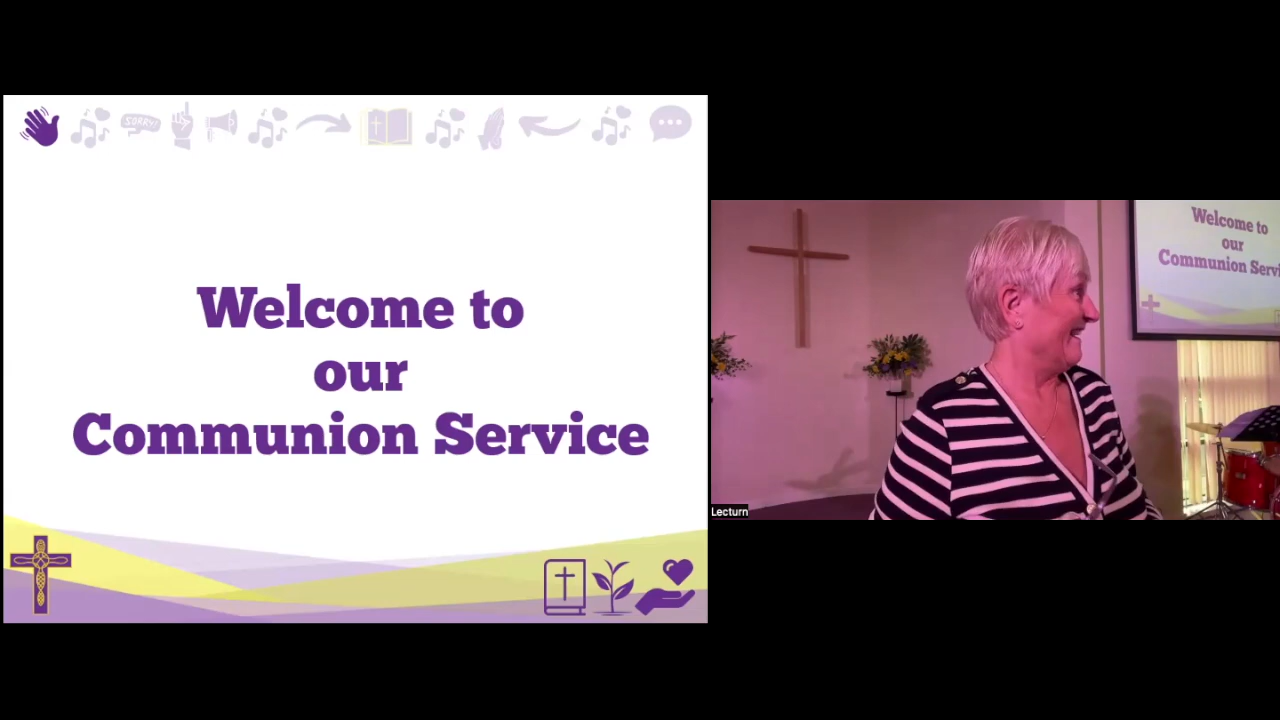 SORRY!
Welcome to
our
Communion Service
Welcome to
our
Communion Servi
Lecturn